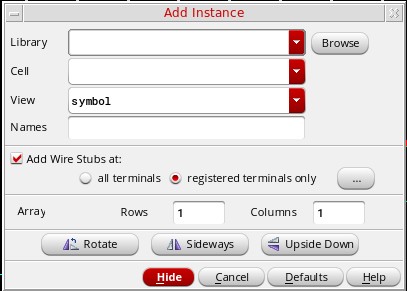 Add Instance
Library
Browse
Cell
View symbol
Names
Add Wire Stubs at:
all terminals registered terminals only ...
Array Rows 1 Columns 1
Rotate Sideways Upside Down
Hide Cancel Defaults Help